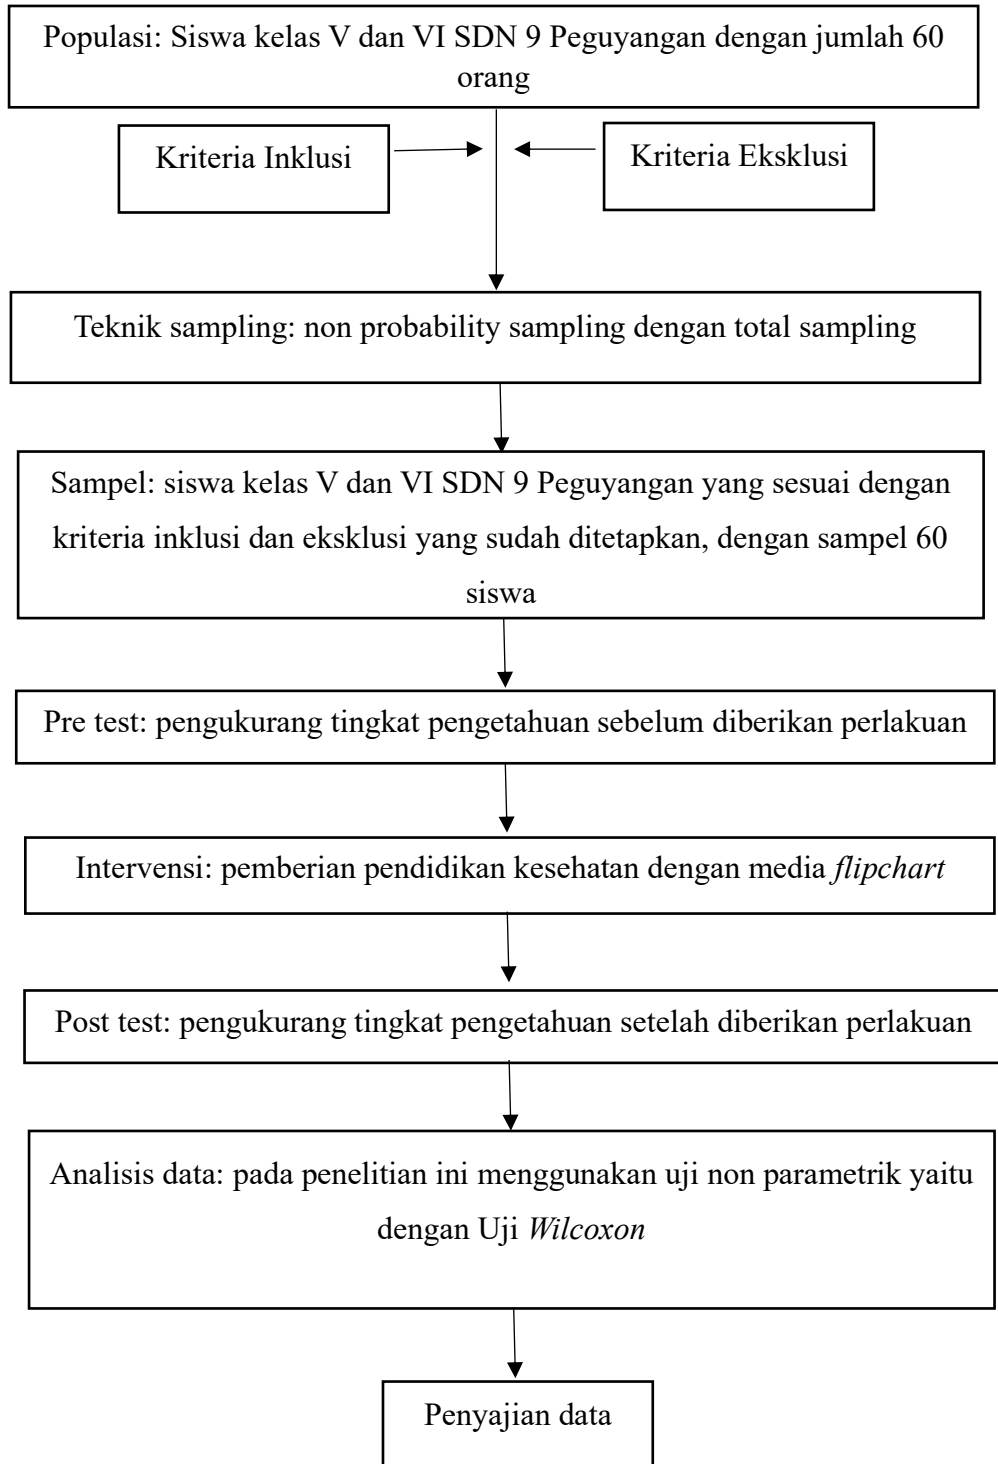 Populasi: Siswa kelas V dan VI SDN 9 Peguyangan dengan jumlah 60
orang
Kriteria Inklusi
Kriteria Eksklusi
Teknik sampling: non probability sampling dengan total sampling
Sampel: siswa kelas V dan VI SDN 9 Peguyangan yang sesuai dengan
kriteria inklusi dan eksklusi yang sudah ditetapkan, dengan sampel 60
siswa
Pre test: pengukurang tingkat pengetahuan sebelum diberikan perlakuan
Intervensi: pemberian pendidikan kesehatan dengan media flipchart
Post test: pengukurang tingkat pengetahuan setelah diberikan perlakuan
Analisis data: pada penelitian ini menggunakan uji non parametrik yaitu
dengan Uji Wilcoxon
Penyajian data